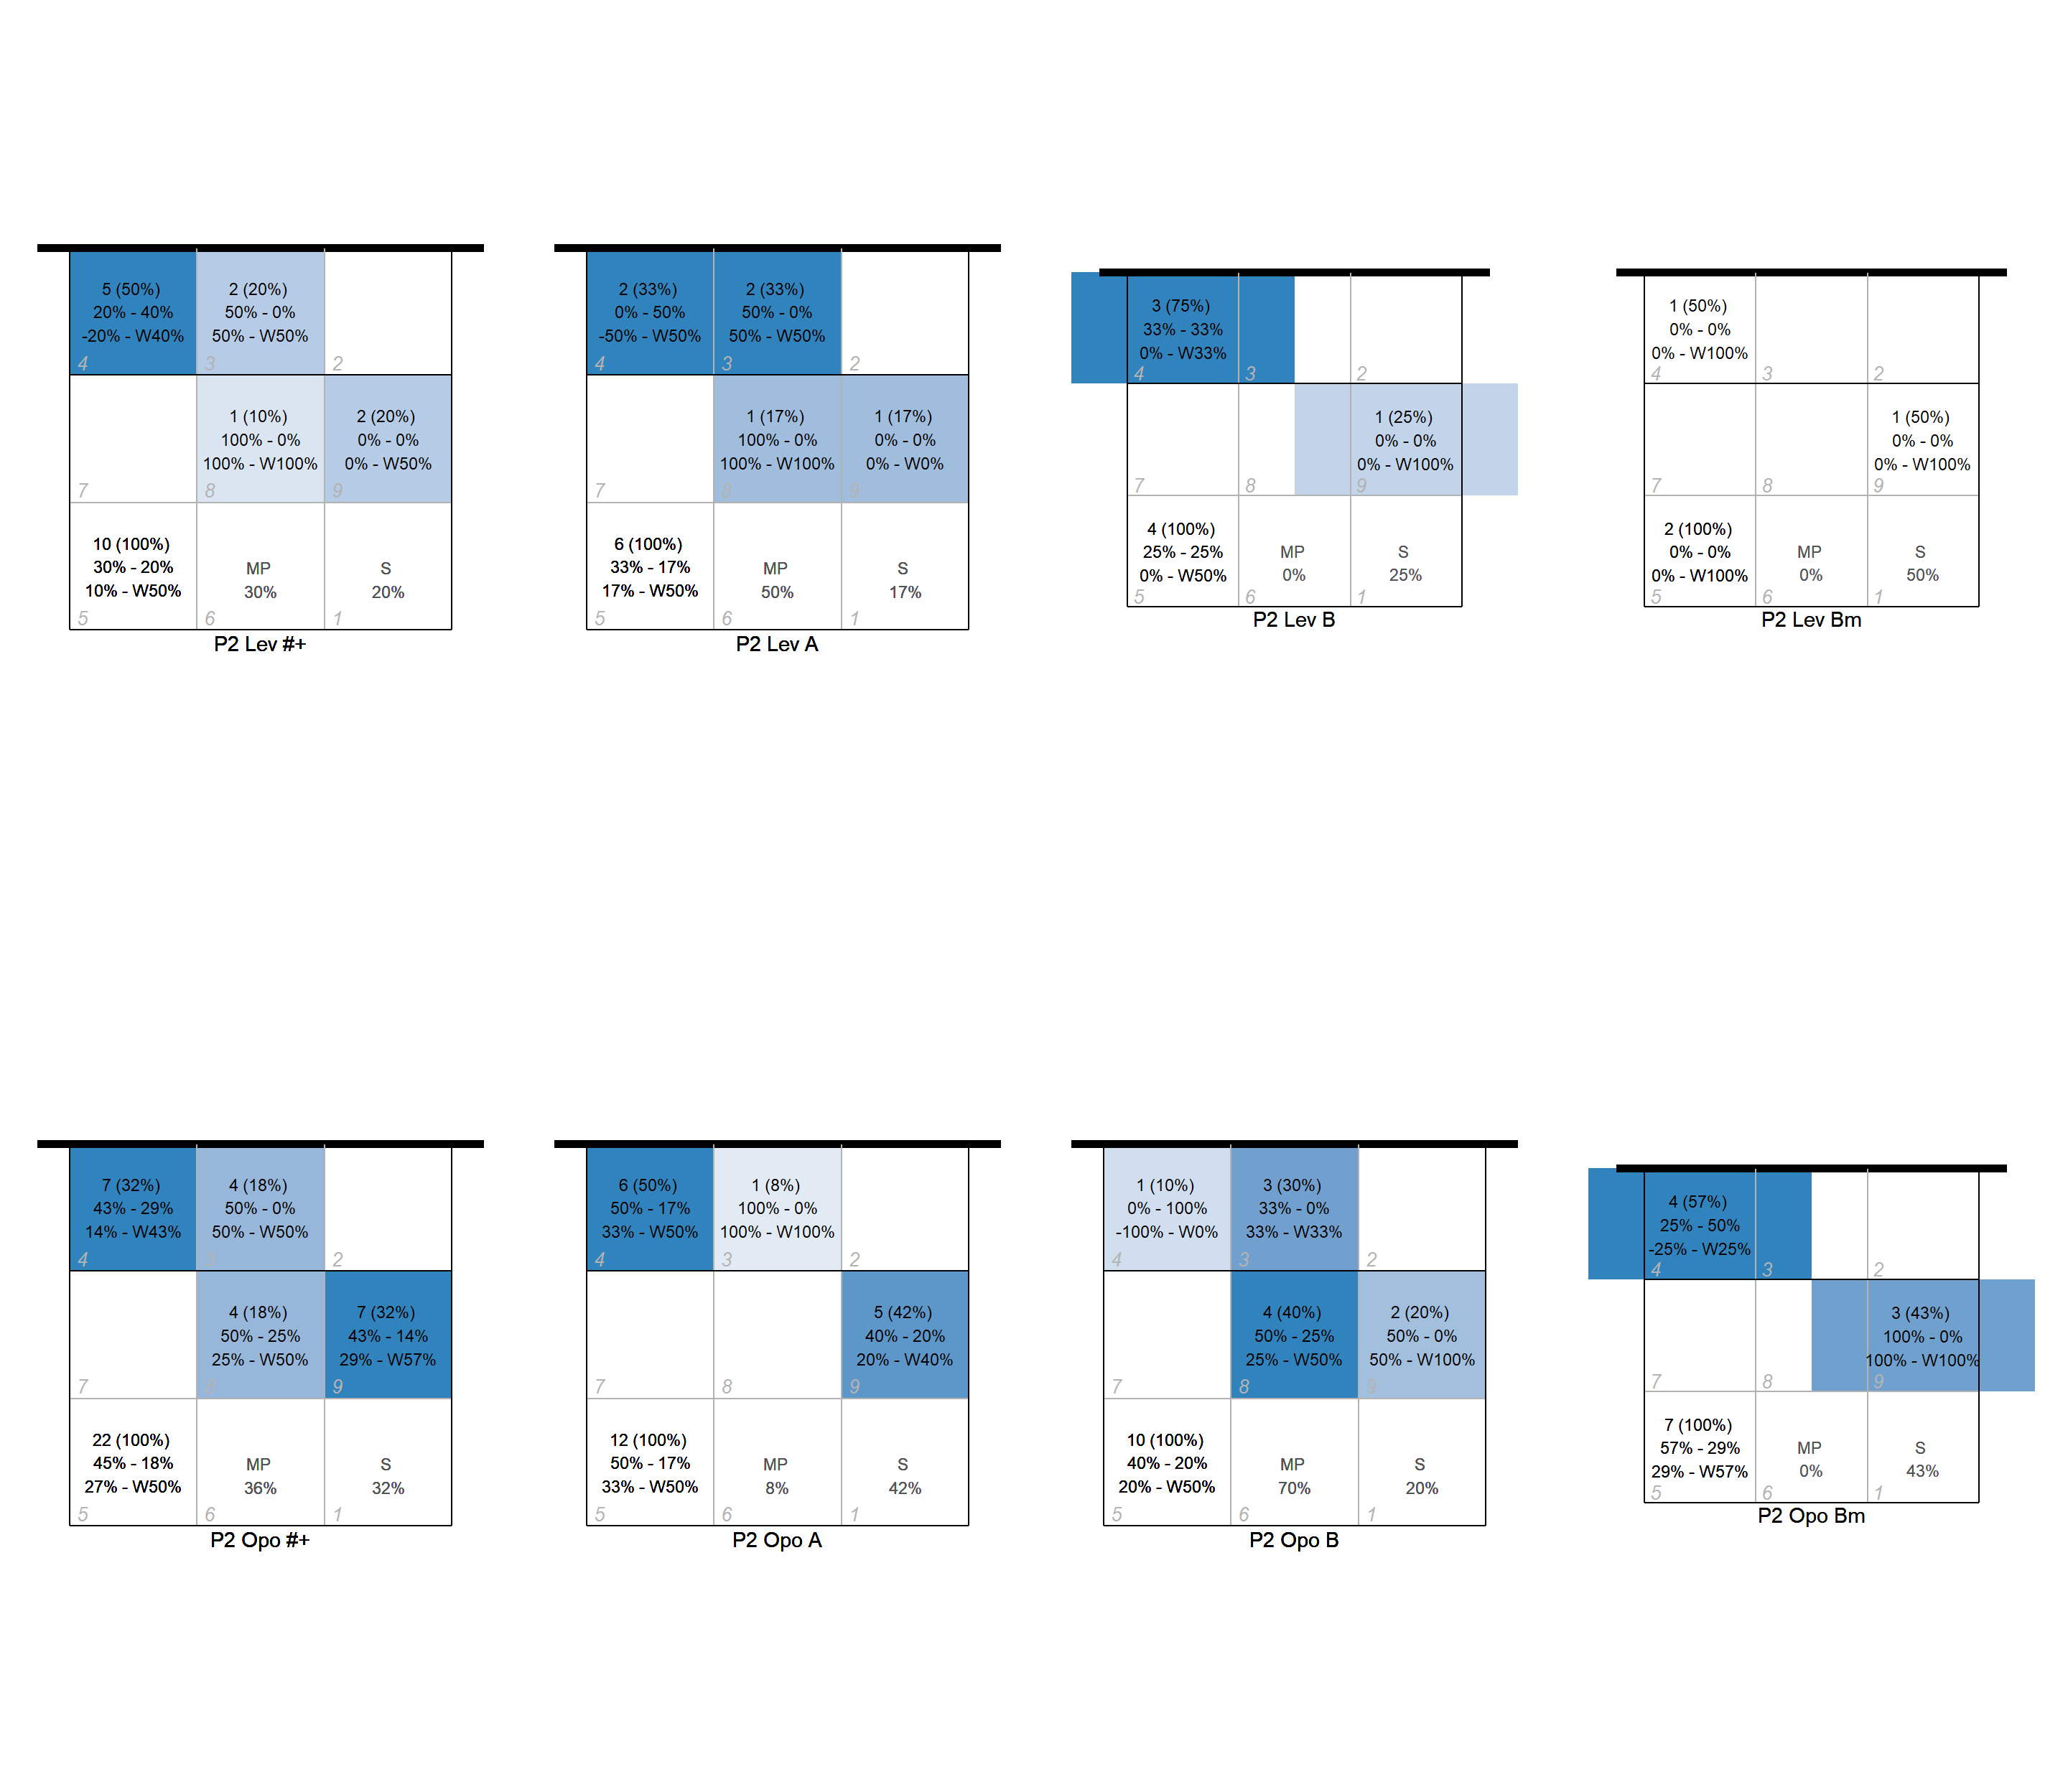 5 (50%)
20% - 40%
-20% - W40%
4
2 (20%)
50% - 0%
50% - W50%
3
2
7
1 (10%)
100% - 0%
100% - W100%
8
2 (20%)
0% - 0%
0% - W50%
9
10 (100%)
30% - 20%
10% - W50%
5
MP
30%
6
S
20%
1
P2 Lev #+
2 (33%)
0% - 50%
-50% - W50%
4
2 (33%)
50% - 0%
50% - W50%
3
2
7
1 (17%)
100% - 0%
100% - W100%
8
1 (17%)
0% - 0%
0% - W0%
9
6 (100%)
33% - 17%
17% - W50%
5
MP
50%
6
S
17%
1
P2 Lev A
3 (75%)
33% - 33%
0% - W33%
4
3
2
7
8
1 (25%)
0% - 0%
0% - W100%
9
4 (100%)
25% - 25%
0% - W50%
5
MP
0%
6
S
25%
1
P2 Lev B
1 (50%)
0% - 0%
0% - W100%
4
3
2
7
8
1 (50%)
0% - 0%
0% - W100%
9
2 (100%)
0% - 0%
0% - W100%
5
MP
0%
6
S
50%
1
P2 Lev Bm
7 (32%)
43% - 29%
14% - W43%
4
4 (18%)
50% - 0%
50% - W50%
3
2
7
4 (18%)
50% - 25%
25% - W50%
8
7 (32%)
43% - 14%
29% - W57%
9
22 (100%)
45% - 18%
27% - W50%
5
MP
36%
6
S
32%
1
P2 Opo #+
6 (50%)
50% - 17%
33% - W50%
4
1 (8%)
100% - 0%
100% - W100%
3
2
7
8
5 (42%)
40% - 20%
20% - W40%
9
12 (100%)
50% - 17%
33% - W50%
5
MP
8%
6
S
42%
1
P2 Opo A
1 (10%)
0% - 100%
-100% - W0%
4
3 (30%)
33% - 0%
33% - W33%
3
2
7
4 (40%)
50% - 25%
25% - W50%
8
2 (20%)
50% - 0%
50% - W100%
9
10 (100%)
40% - 20%
20% - W50%
5
MP
70%
6
S
20%
1
P2 Opo B
4 (57%)
25% - 50%
-25% - W25%
4
3
2
7
8
3 (43%)
100% - 0%
100% - W100%
9
7 (100%)
57% - 29%
29% - W57%
5
MP
0%
6
S
43%
1
P2 Opo Bm